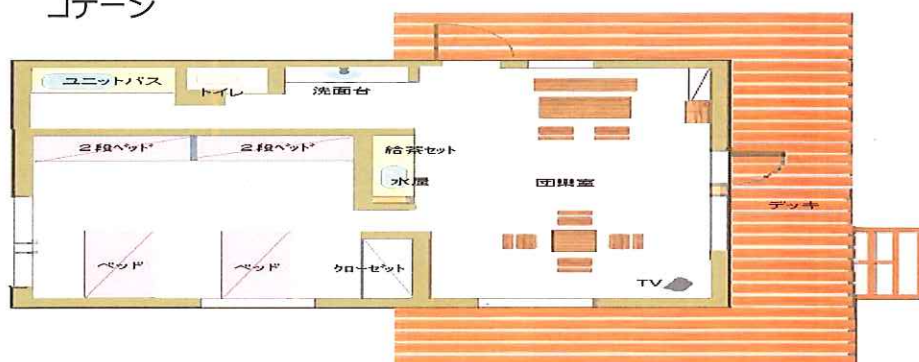 コテージ
ユニットバス
トイレ
洗面台
2段ベッド
2段ベッド
給茶セット
水屋
団欒室
デッキ
ベッド
ベッド
クローゼット
TV